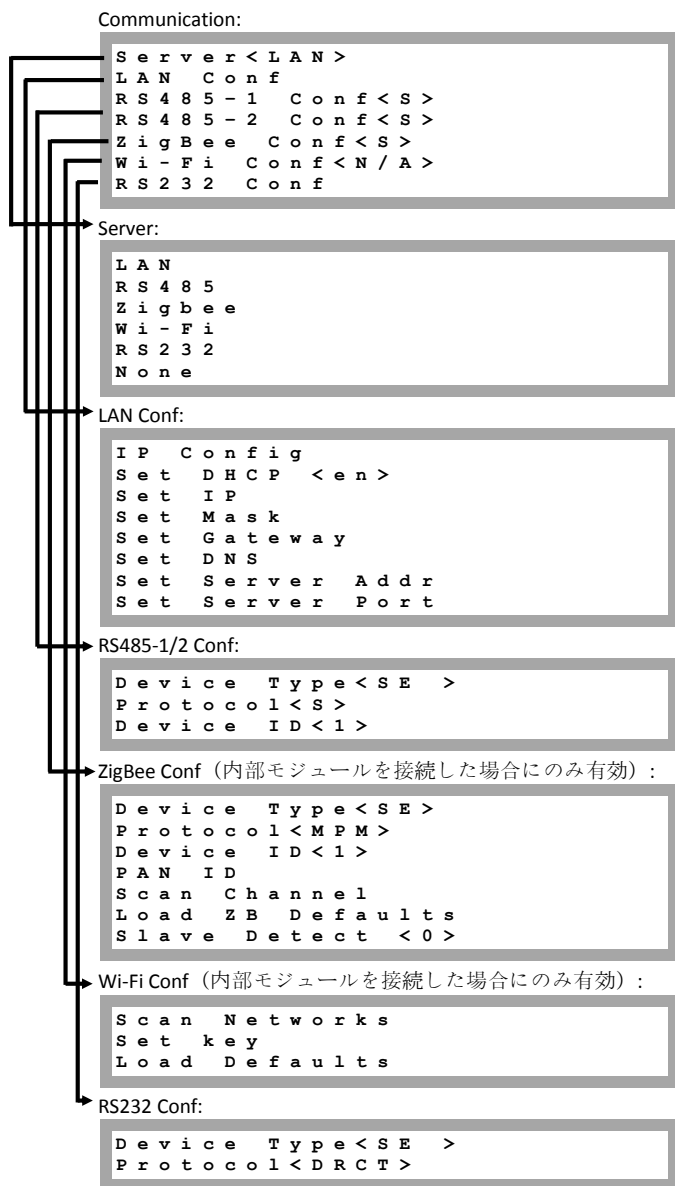 Communication:
Server<LAN>
LAN Conf
RS485-1 Conf<S>
RS485-2 Conf<S>
ZigBee Conf<S>
Wi-Fi Conf<N/A>
RS232 Conf
Server:
LAN
RS485
Zigbee
Wi-Fi
RS232
None
LAN Conf:
IP Config
Set DHCP <en>
Set IP
Set Mask
Set Gateway
Set DNS
Set Server Addr
Set Server Port
RS485-1/2 Conf:
Device Type<SE >
Protocol<S>
Device ID<1>
ZigBee Conf（内部モジュールを接続した場合にのみ有効）:
Device Type<SE>
Protocol<MPM>
Device ID<1>
PAN ID
Scan Channel
Load ZB Defaults
Slave Detect <0>
Wi-Fi Conf（内部モジュールを接続した場合にのみ有効）:
Scan Networks
Set key
Load Defaults
RS232 Conf:
Device Type<SE >
Protocol<DRCT>